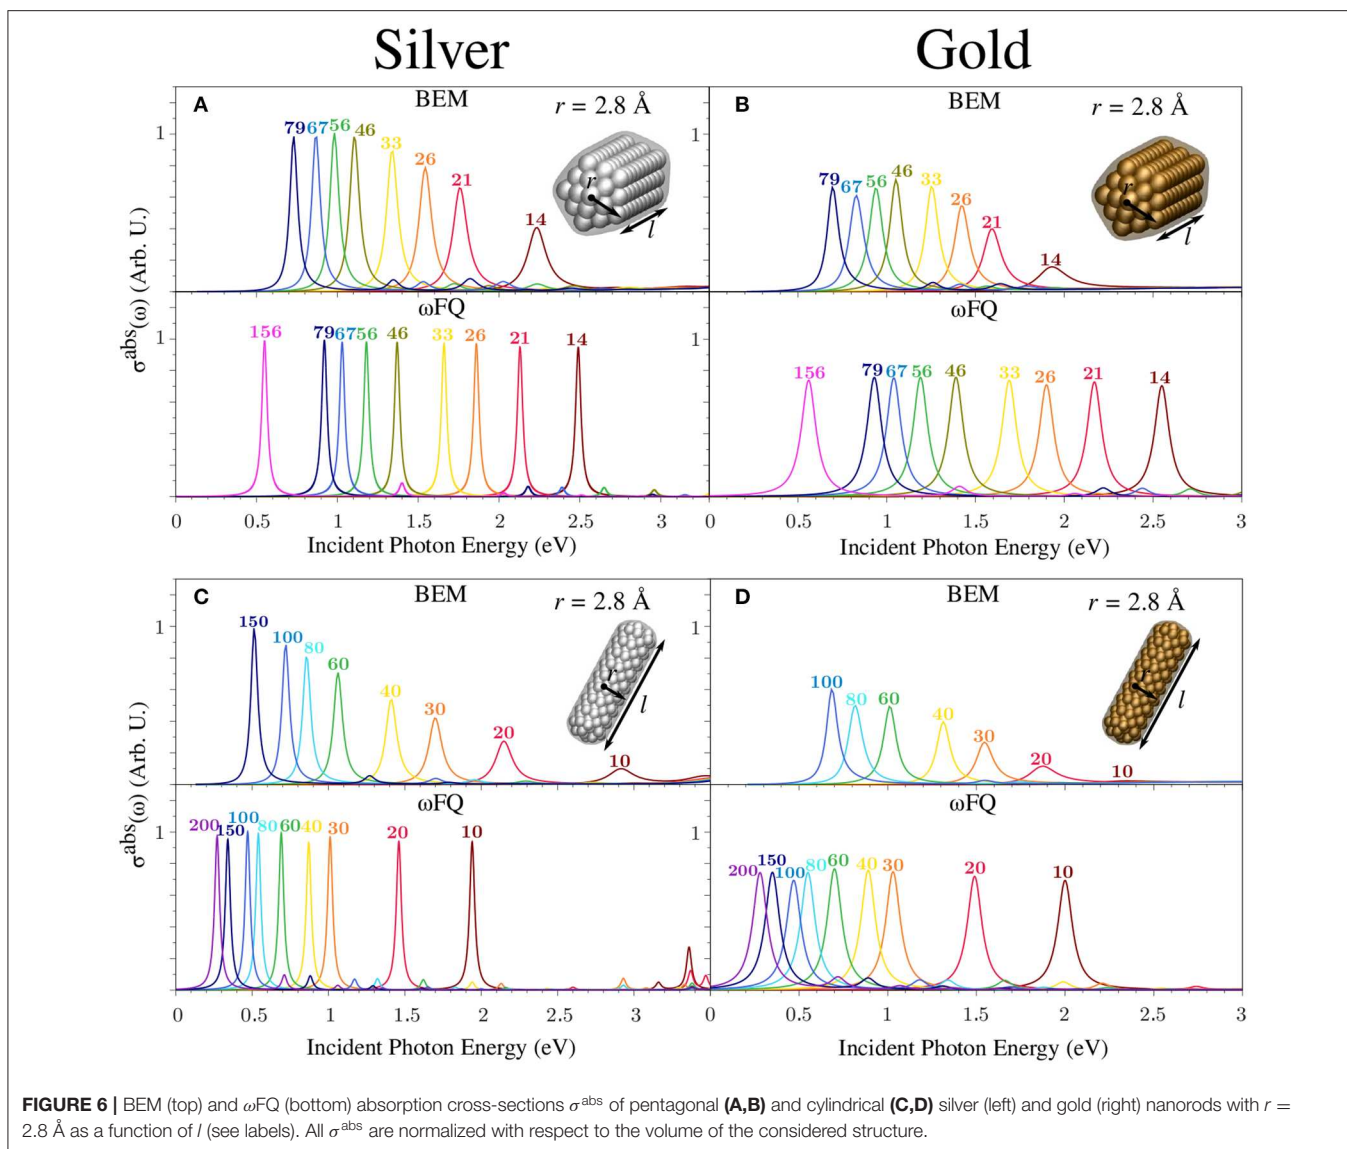 Silver Gold
A BEM r = 2.8 Å
1
79 67 56 46 33 26 21 14
r
l
ωFQ
1
156 79 67 56 46 33 26 21 14
σabs(ω) (Arb. U.)
0 0.5 1 1.5 2 2.5 3
Incident Photon Energy (eV)
B BEM r = 2.8 Å
1
79 67 56 46 33 26 21 14
r
l
ωFQ
1
156 79 67 56 46 33 26 21 14
0 0.5 1 1.5 2 2.5 3
Incident Photon Energy (eV)
C BEM r = 2.8 Å
1
150 100 80 60 40 30 20 10
r
l
ωFQ
1
200 150 100 80 60 40 30 20 10
σabs(ω) (Arb. U.)
0 0.5 1 1.5 2 2.5 3
Incident Photon Energy (eV)
D BEM r = 2.8 Å
1
100 80 60 40 30 20 10
r
l
ωFQ
1
200 150 100 80 60 40 30 20 10
0 0.5 1 1.5 2 2.5 3
Incident Photon Energy (eV)
FIGURE 6 | BEM (top) and ωFQ (bottom) absorption cross-sections σabs of pentagonal (A,B) and cylindrical (C,D) silver (left) and gold (right) nanorods with r =
2.8 Å as a function of l (see labels). All σabs are normalized with respect to the volume of the considered structure.